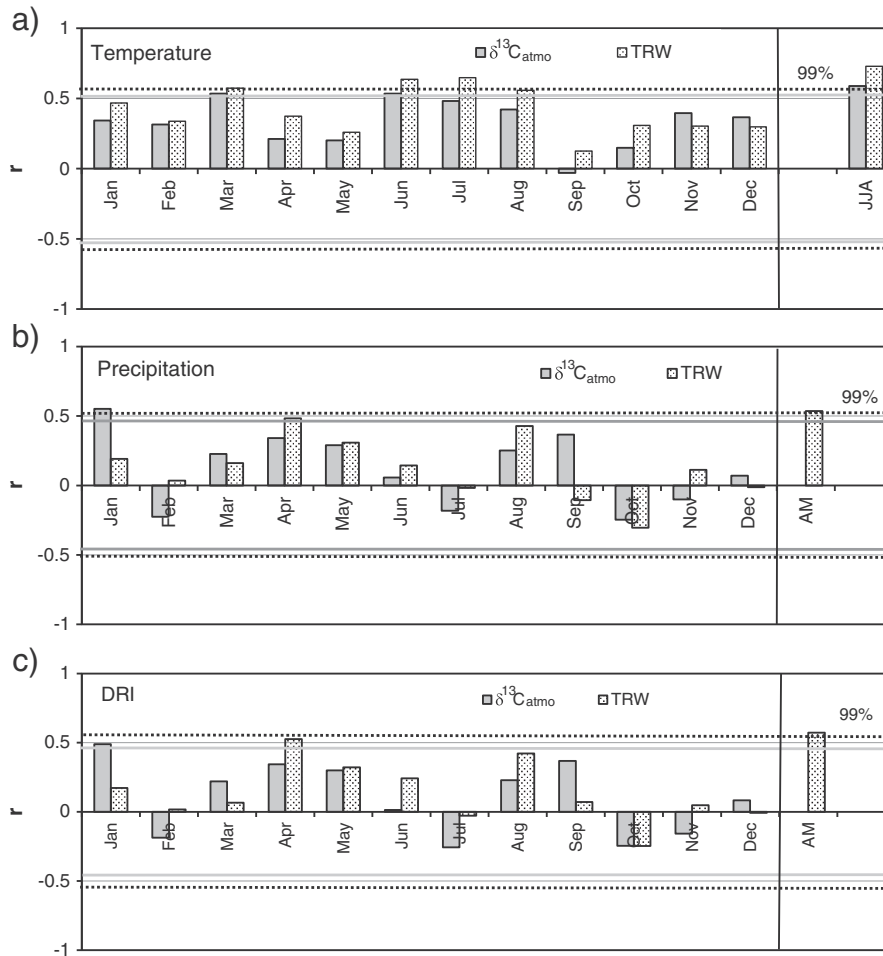 a)
Temperature
δ13Catmo
TRW
99%
1
0.5
0
-0.5
-1
r
Jan
Feb
Mar
Apr
May
Jun
Jul
Aug
Sep
Oct
Nov
Dec
JJA
b)
Precipitation
δ13Catmo
TRW
99%
1
0.5
0
-0.5
-1
r
Jan
Feb
Mar
Apr
May
Jun
Jul
Aug
Sep
Oct
Nov
Dec
AM
c)
DRI
δ13Catmo
TRW
99%
1
0.5
0
-0.5
-1
r
Jan
Feb
Mar
Apr
May
Jun
Jul
Aug
Sep
Oct
Nov
Dec
AM